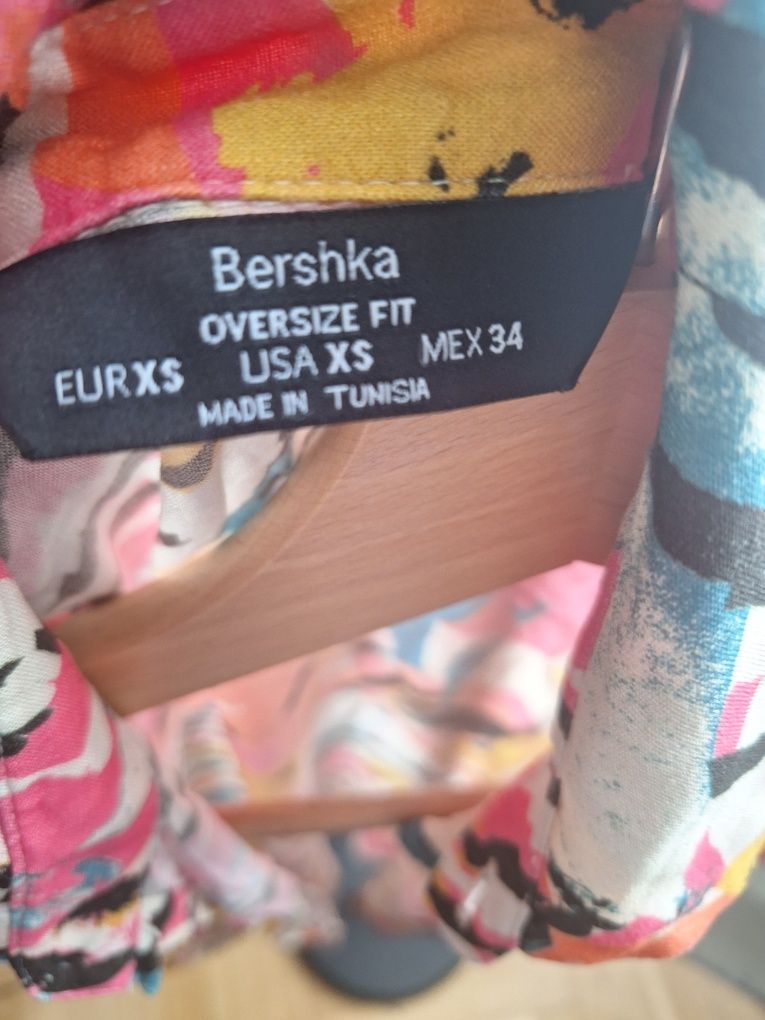 Bershka
OVERSIZE FIT
EUR XS USA XS MEX 34
MADE IN TUNISIA